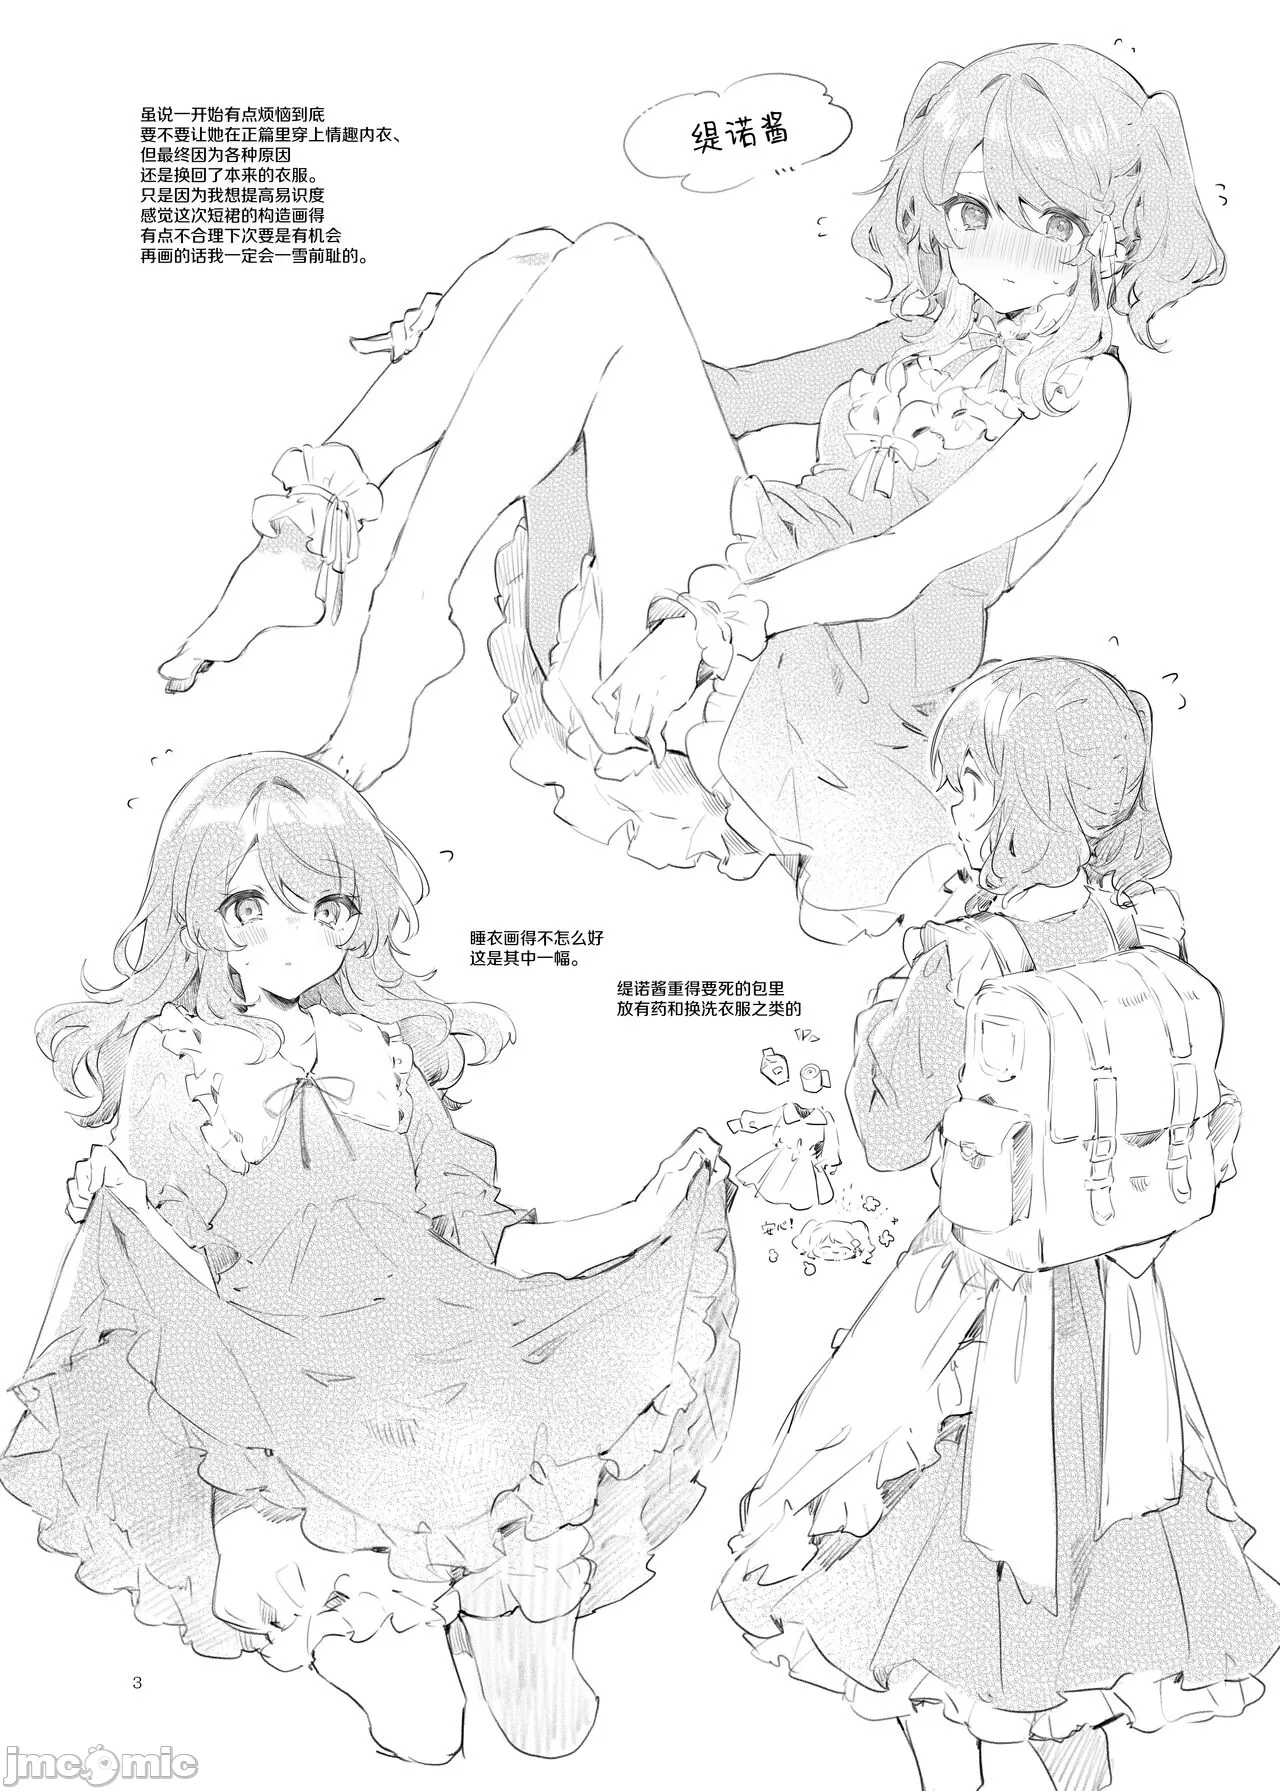 虽说一开始有点烦恼到底
要不要让她在正篇里穿上情趣内衣、
但最终因为各种原因
还是换回了本来的衣服。
只是因为我想提高易识度
感觉这次短裙的构造画得
有点不合理下次要是有机会
再画的话我一定会一雪前耻的。
缇诺酱
睡衣画得不怎么好
这是其中一幅。
缇诺酱重得要死的包里
放有药和换洗衣服之类的
安心！
3
jmcomic